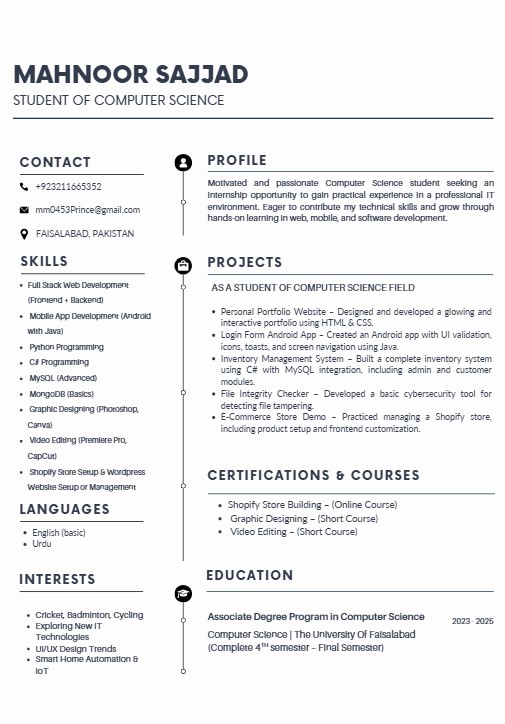 MAHNOOR SAJJAD
STUDENT OF COMPUTER SCIENCE
CONTACT
+923211665352
mm0453Prince@gmail.com
FAISALABAD, PAKISTAN
SKILLS
• Full Stack Web Development
(Frontend + Backend)
• Mobile App Development (Android
with Java)
• Python Programming
• C# Programming
• MySQL (Advanced)
• MongoDB (Basics)
• Graphic Designing (Photoshop,
Canva)
• Video Editing (Premiere Pro,
CapCut)
• Shopify Store Setup & Wordpress
Website Setup or Management
LANGUAGES
• English (basic)
• Urdu
INTERESTS
• Cricket, Badminton, Cycling
• Exploring New IT
Technologies
• UI/UX Design Trends
• Smart Home Automation &
IoT
PROFILE
Motivated and passionate Computer Science student seeking an
internship opportunity to gain practical experience in a professional IT
environment. Eager to contribute my technical skills and grow through
hands-on learning in web, mobile, and software development.
PROJECTS
AS A STUDENT OF COMPUTER SCIENCE FIELD
• Personal Portfolio Website – Designed and developed a glowing and
interactive portfolio using HTML & CSS.
• Login Form Android App – Created an Android app with UI validation,
icons, toasts, and screen navigation using Java.
• Inventory Management System – Built a complete inventory system
using C# with MySQL integration, including admin and customer
modules.
• File Integrity Checker – Developed a basic cybersecurity tool for
detecting file tampering.
• E-Commerce Store Demo – Practiced managing a Shopify store,
including product setup and frontend customization.
CERTIFICATIONS & COURSES
• Shopify Store Building – (Online Course)
• Graphic Designing – (Short Course)
• Video Editing – (Short Course)
EDUCATION
Associate Degree Program in Computer Science
2023 - 2025
Computer Science | The University Of Faisalabad
(Complete 4TH semester – Final Semester)